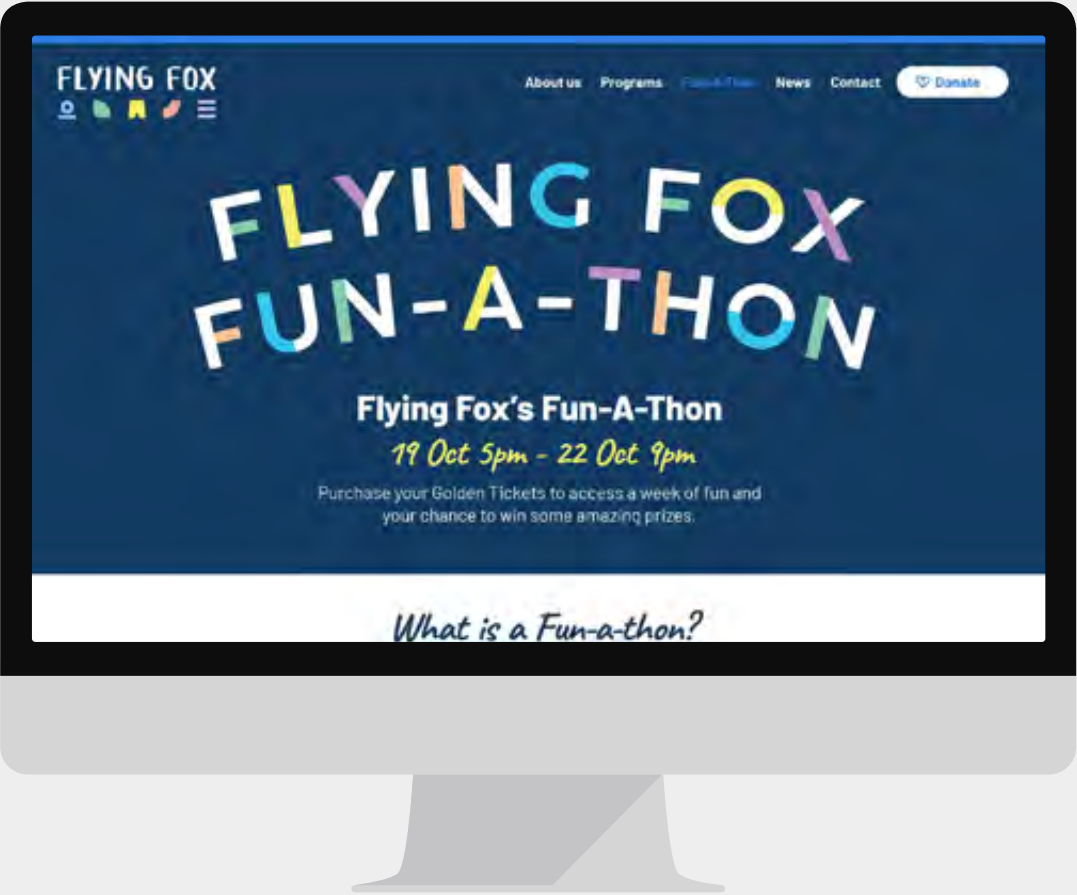 FLYING FOX
About us Programs Fun-A-Thon News Contact Donate
FLYING FOX
FUN-A-THON
Flying Fox's Fun-A-Thon
19 Oct 5pm - 22 Oct 9pm
Purchase your Golden Tickets to access a week of fun and
your chance to win some amazing prizes.
What is a Fun-a-thon?